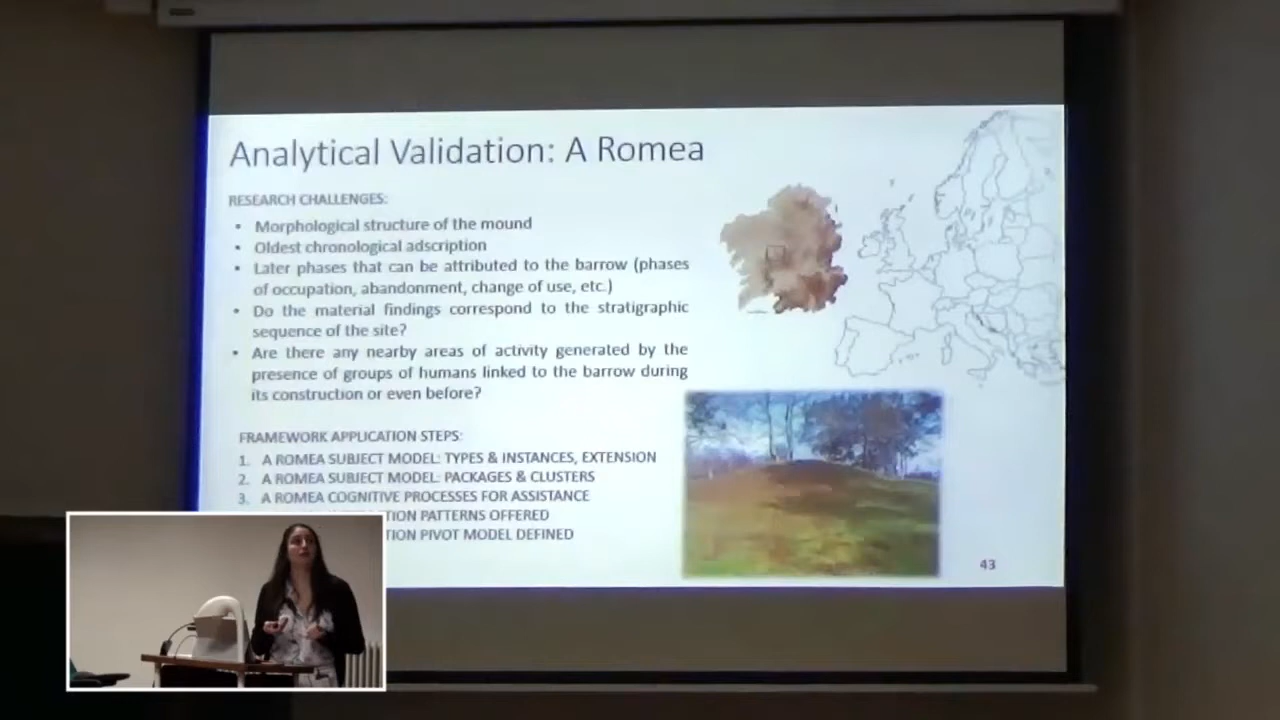 Analytical Validation: A Romea
RESEARCH CHALLENGES:
• Morphological structure of the mound
• Oldest chronological adscription
• Later phases that can be attributed to the barrow (phases
of occupation, abandonment, change of use, etc.)
• Do the material findings correspond to the stratigraphic
sequence of the site?
• Are there any nearby areas of activity generated by the
presence of groups of humans linked to the barrow during
its construction or even before?
FRAMEWORK APPLICATION STEPS:
1. A ROMEA SUBJECT MODEL: TYPES & INSTANCES, EXTENSION
2. A ROMEA SUBJECT MODEL: PACKAGES & CLUSTERS
3. A ROMEA COGNITIVE PROCESSES FOR ASSISTANCE
PATTERNS OFFERED
PIVOT MODEL DEFINED
43